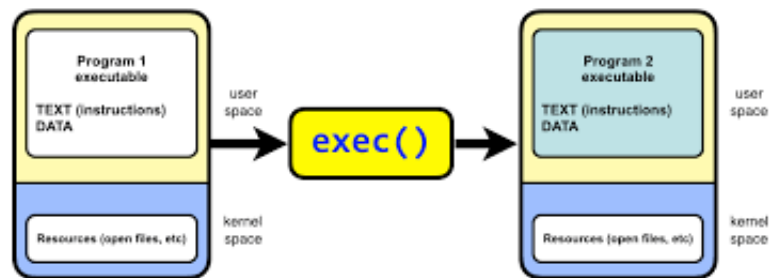 Program 1
executable
TEXT (instructions)
DATA
user
space
Resources (open files, etc)
kernel
space
exec()
Program 2
executable
TEXT (instructions)
DATA
user
space
Resources (open files, etc)
kernel
space